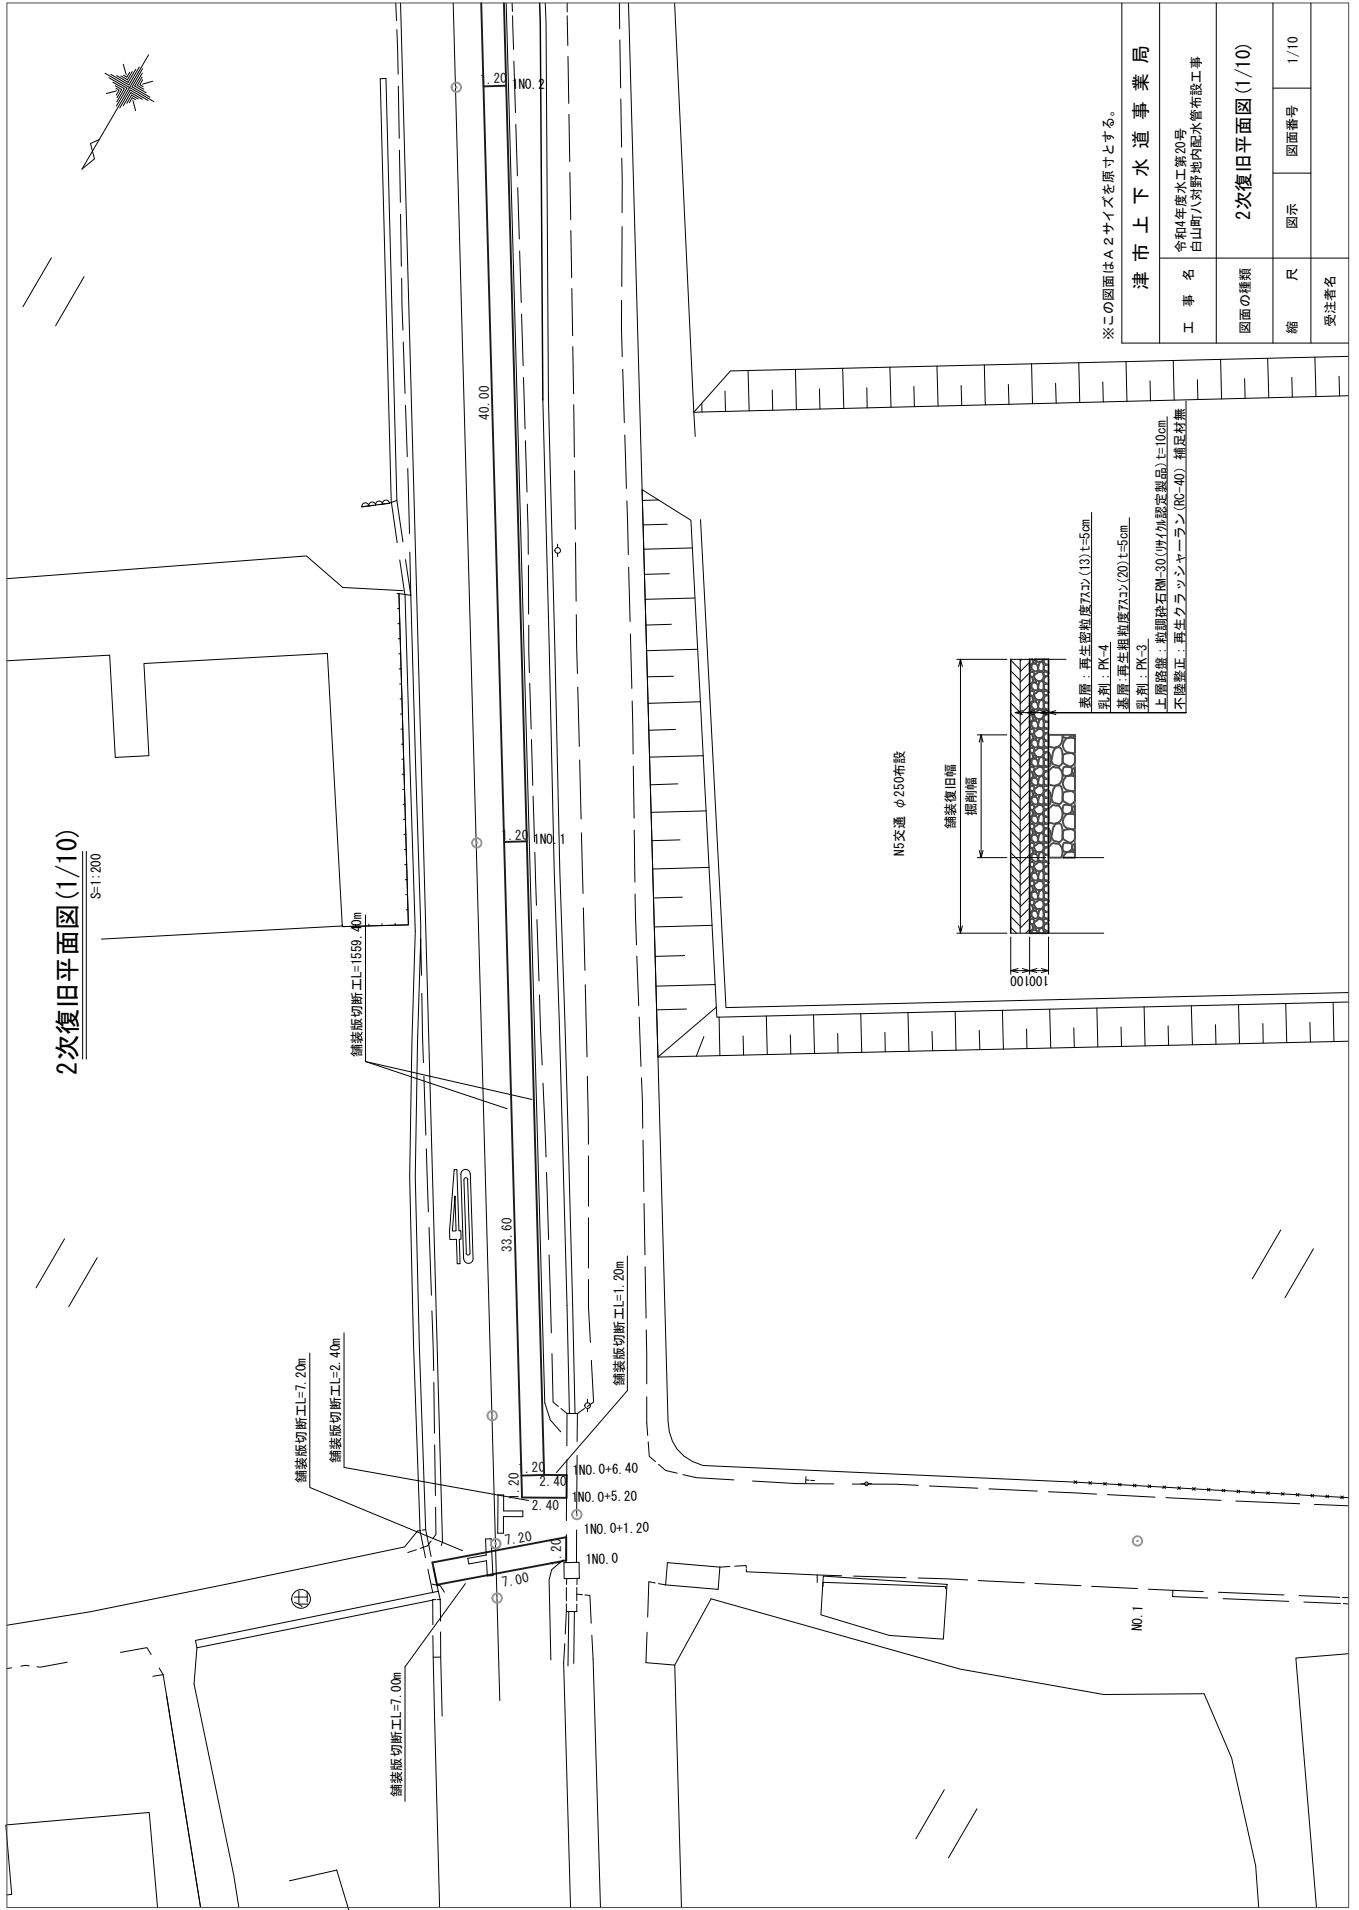 2次復旧平面図(1/10)
S=1:200
舗装版切断工L=7.00m
舗装版切断工L=7.20m
舗装版切断工L=2.40m
舗装版切断工L=1559.40m
舗装版切断工L=1.20m
仕
7.20
7.00
.20
1NO.0
1NO.0+1.20
1NO.0+5.20
1NO.0+6.40
2.40
2.40
.20
.20
33.60
1.20
1NO.1
40.00
1.20
1NO.2
NO.1
N5交通 φ250布設
舗装復旧幅
掘削幅
100
100
表層：再生密粒度アスコン(13)t=5cm
乳剤：PK-4
基層:再生粗粒度アスコン(20)t=5cm
乳剤：PK-3
上層路盤：粒調砕石RM-30(リサイクル認定製品)t=10cm
不陸整正：再生クラッシャーラン(RC-40) 補足材無
※この図面はA2サイズを原寸とする。
津市上下水道事業局
工事名 令和4年度水工第20号
白山町八対野地内配水管布設工事
図面の種類 2次復旧平面図(1/10)
縮尺 図示 図面番号 1/10
受注者名